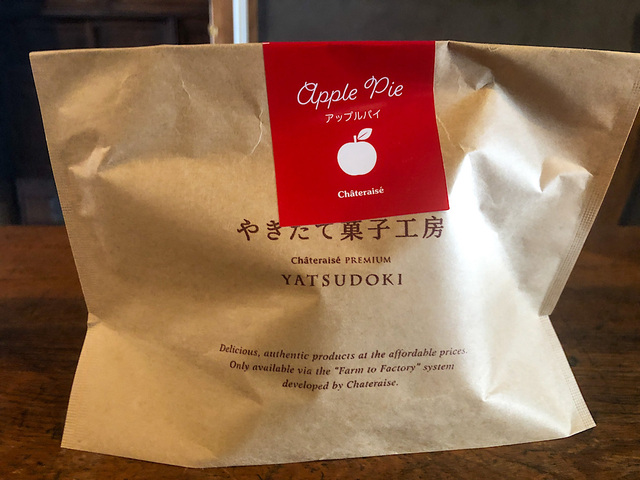 Apple Pie
アップルパイ
Châteraisé
やきたて菓子工房
Châteraisé PREMIUM
YATSUDOKI
Delicious, authentic products at the affordable prices.
Only available via the "Farm to Factory" system
developed by Chateraise.